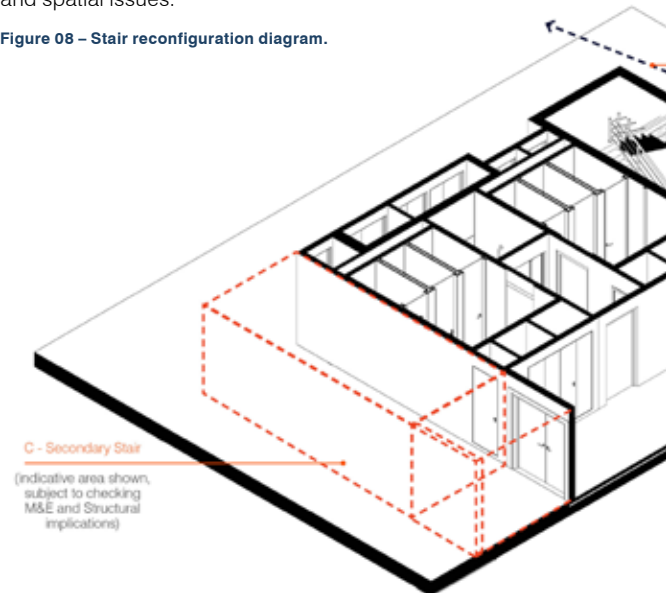 and spatial issues.
Figure 08 – Stair reconfiguration diagram.
C - Secondary Stair
(indicative area shown,
subject to checking
M&E and Structural
implications)